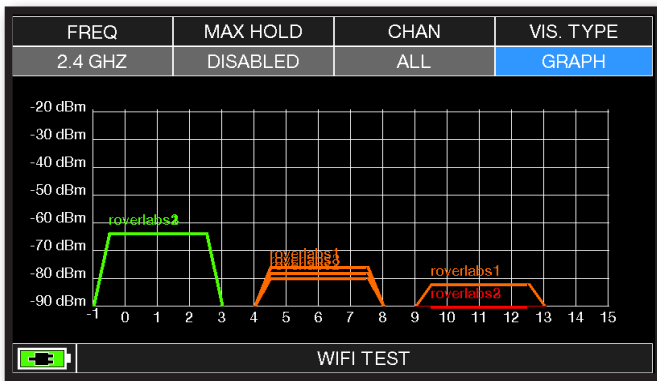 FREQ MAX HOLD CHAN VIS. TYPE
2.4 GHZ DISABLED ALL GRAPH
-20 dBm
-30 dBm
-40 dBm
-50 dBm
-60 dBm
roverlabs
-70 dBm
roverlabs1
-80 dBm
roverlabs1
-90 dBm
roverlabs
-1 0 1 2 3 4 5 6 7 8 9 10 11 12 13 14 15
WIFI TEST